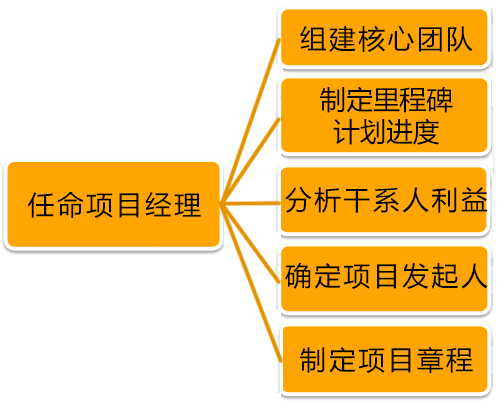 任命项目经理
组建核心团队
制定里程碑
计划进度
分析干系人利益
确定项目发起人
制定项目章程